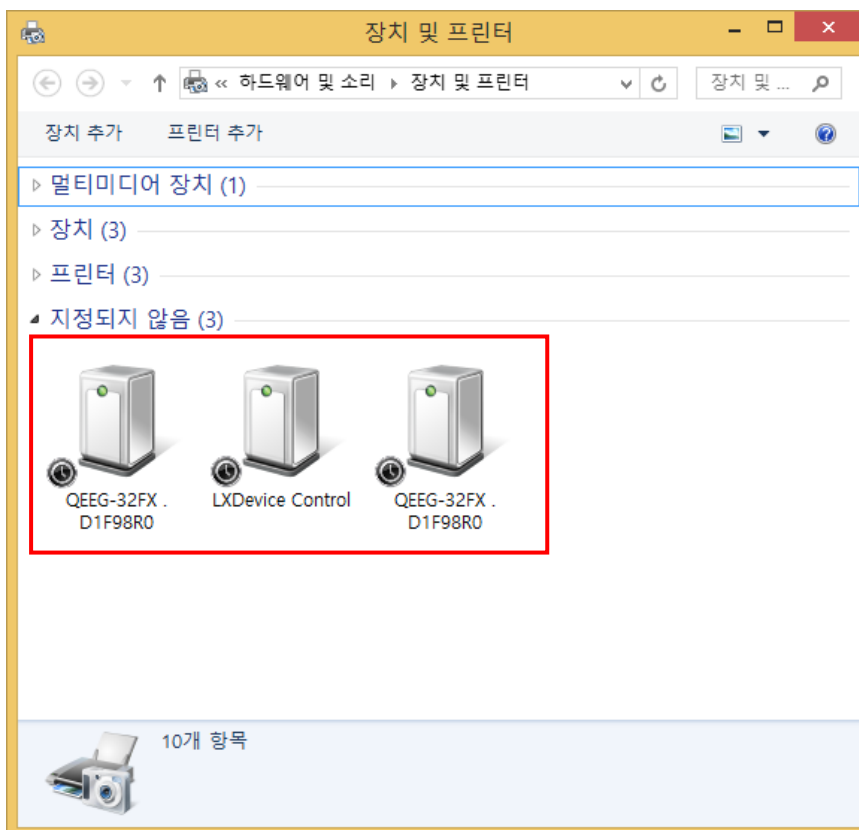 장치 및 프린터
« 하드웨어 및 소리 ▸ 장치 및 프린터
장치 및 ...
장치 추가 프린터 추가
멀티미디어 장치 (1)
장치 (3)
프린터 (3)
지정되지 않음 (3)
QEEG-32FX . LXDevice Control QEEG-32FX .
D1F98R0 D1F98R0
10개 항목